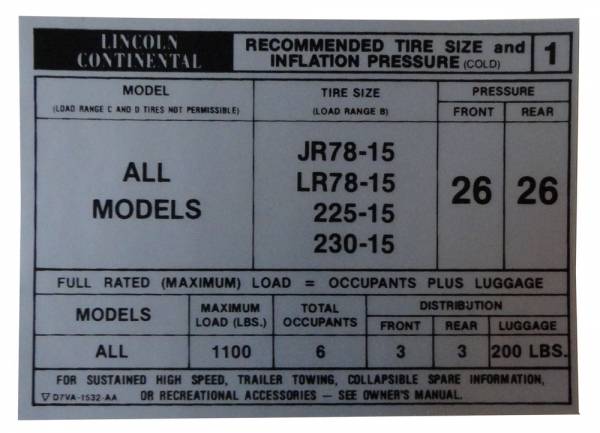 LINCOLN
CONTINENTAL
RECOMMENDED TIRE SIZE and
INFLATION PRESSURE (COLD)
1
MODEL
(LOAD RANGE C AND D TIRES NOT PERMISSIBLE)
TIRE SIZE
(LOAD RANGE B)
PRESSURE
FRONT REAR
ALL
MODELS
JR78-15
LR78-15
225-15
230-15
26 26
FULL RATED (MAXIMUM) LOAD = OCCUPANTS PLUS LUGGAGE
MODELS
MAXIMUM
LOAD (LBS.)
TOTAL
OCCUPANTS
DISTRIBUTION
FRONT REAR LUGGAGE
ALL 1100 6 3 3 200 LBS.
FOR SUSTAINED HIGH SPEED, TRAILER TOWING, COLLAPSIBLE SPARE INFORMATION,
▽ D7VA-1532-AA OR RECREATIONAL ACCESSORIES — SEE OWNER'S MANUAL.